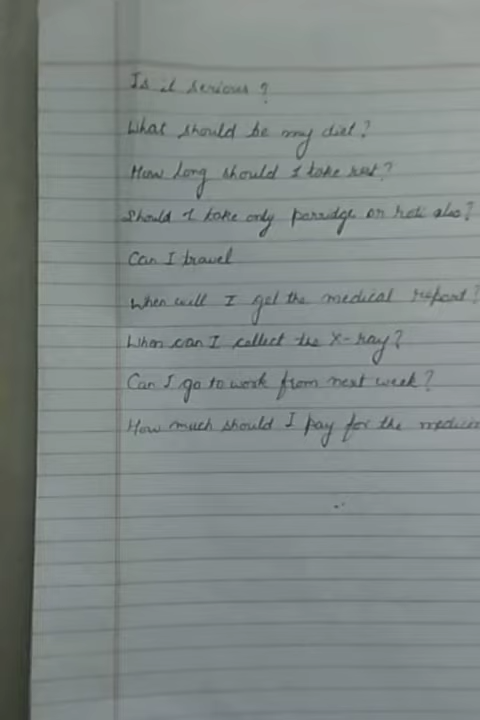 Is it serious?
What should be my diet?
How long should I take rest?
Should I take only porridge or roti also?
Can I travel
When will I get the medical report?
When can I collect the X-ray?
Can I go to work from next week?
How much should I pay for the